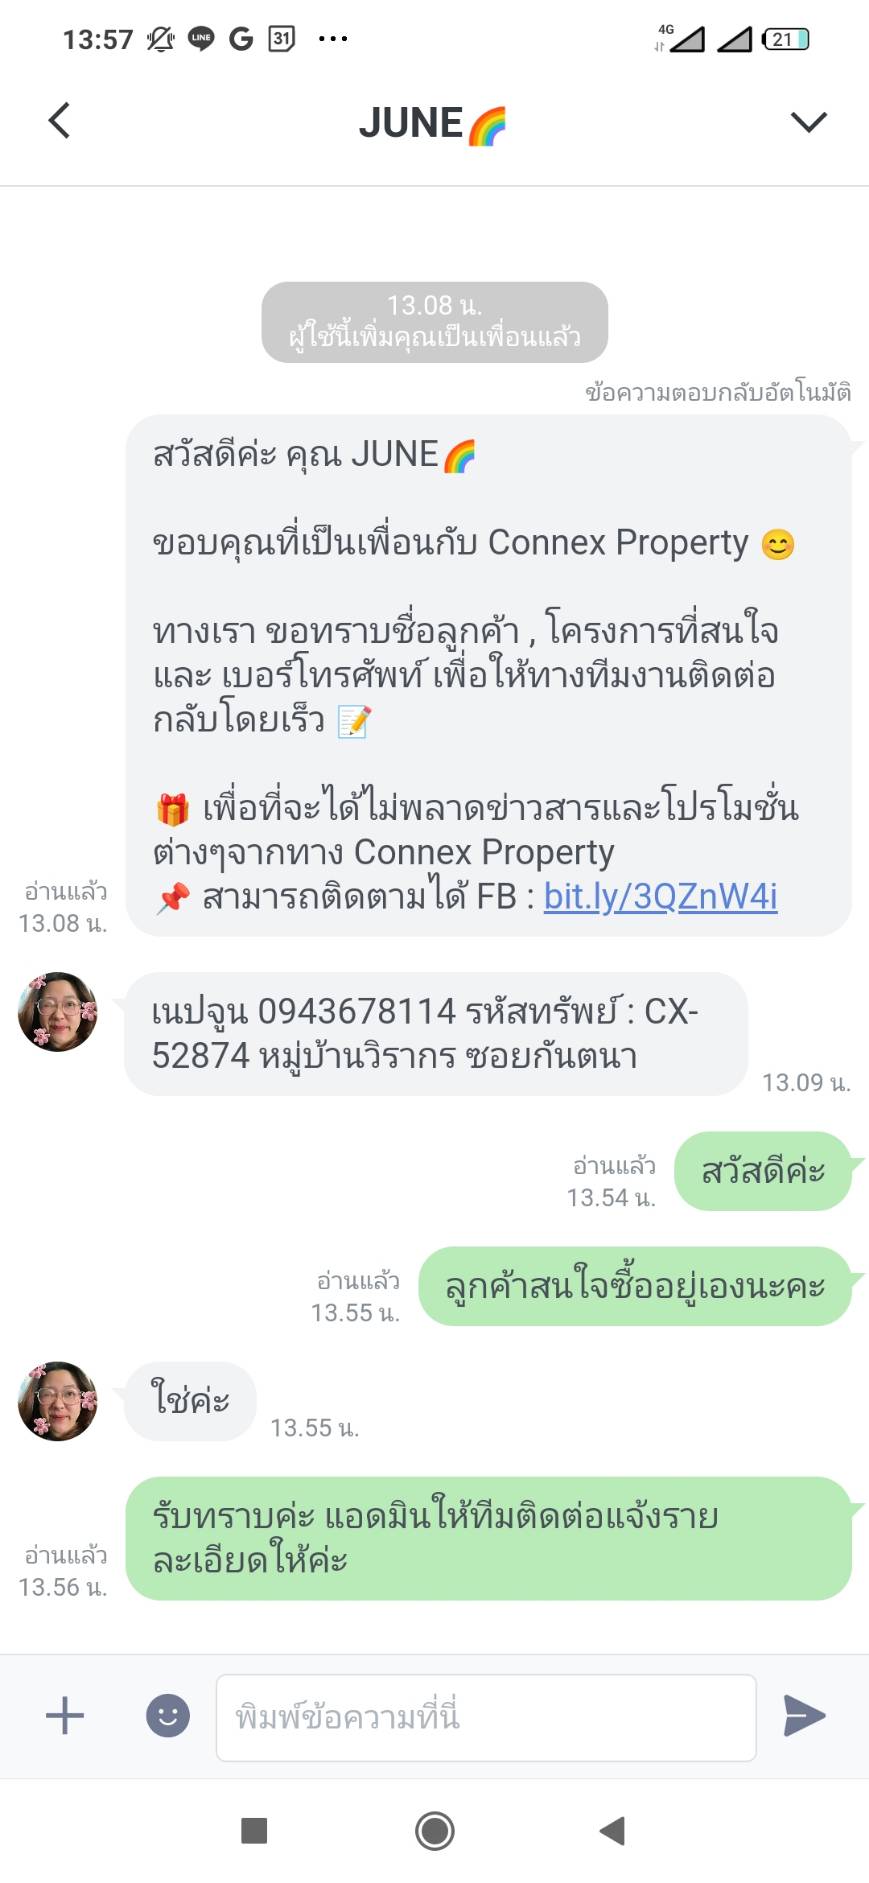 13:57 LINE G 31 ... 4G 21
JUNE🌈
13.08 น.
ผู้ใช้นี้เพิ่มคุณเป็นเพื่อนแล้ว
ข้อความตอบกลับอัตโนมัติ
สวัสดีค่ะ คุณ JUNE🌈
ขอบคุณที่เป็นเพื่อนกับ Connex Property 😊
ทางเรา ขอทราบชื่อลูกค้า , โครงการที่สนใจ
และ เบอร์โทรศัพท์ เพื่อให้ทางทีมงานติดต่อ
กลับโดยเร็ว 📝
🎁 เพื่อที่จะได้ไม่พลาดข่าวสารและโปรโมชั่น
ต่างๆจากทาง Connex Property
📌 สามารถติดตามได้ FB : bit.ly/3QZnW4i
อ่านแล้ว
13.08 น.
เนปจูน 0943678114 รหัสทรัพย์ : CX-
52874 หมู่บ้านวิรากร ซอยกันตนา
13.09 น.
สวัสดีค่ะ
อ่านแล้ว
13.54 น.
ลูกค้าสนใจซื้ออยู่เองนะคะ
อ่านแล้ว
13.55 น.
ใช่ค่ะ
13.55 น.
รับทราบค่ะ แอดมินให้ทีมติดต่อแจ้งราย
ละเอียดให้ค่ะ
อ่านแล้ว
13.56 น.
พิมพ์ข้อความที่นี่